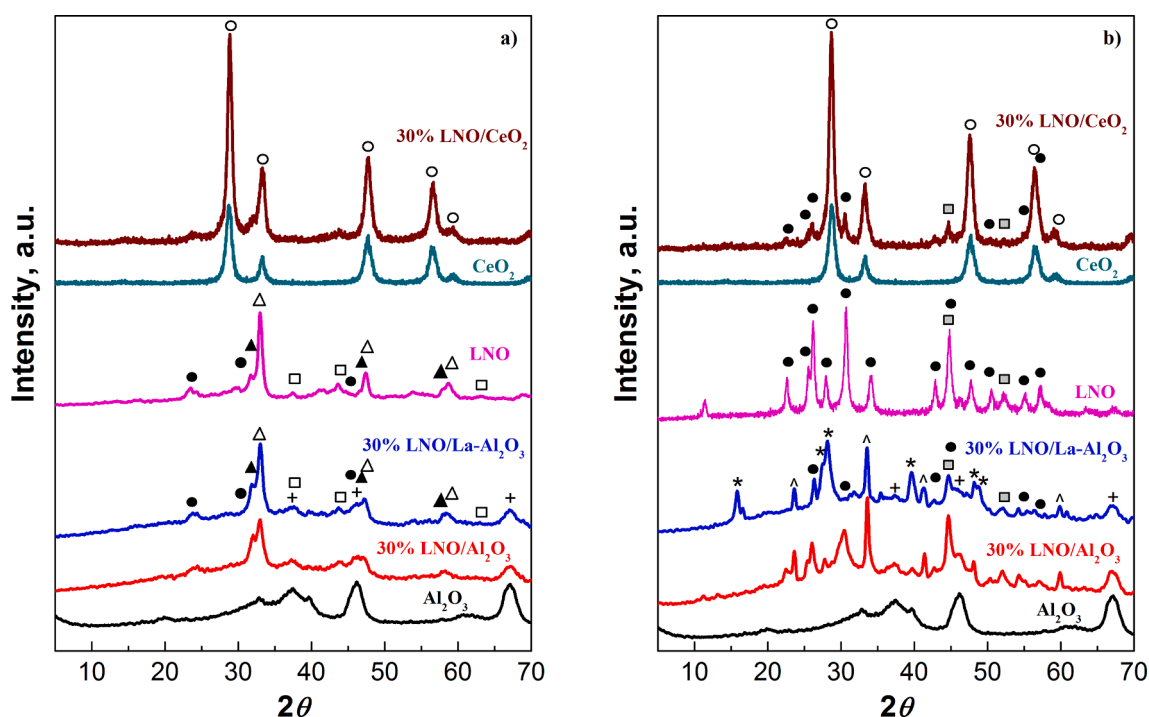 a)
30% LNO/CeO₂
CeO₂
LNO
30% LNO/La-Al₂O₃
30% LNO/Al₂O₃
Al₂O₃
Intensity, a.u.
10 20 30 40 50 60 70
2θ
b)
30% LNO/CeO₂
CeO₂
LNO
30% LNO/La-Al₂O₃
30% LNO/Al₂O₃
Al₂O₃
Intensity, a.u.
10 20 30 40 50 60 70
2θ